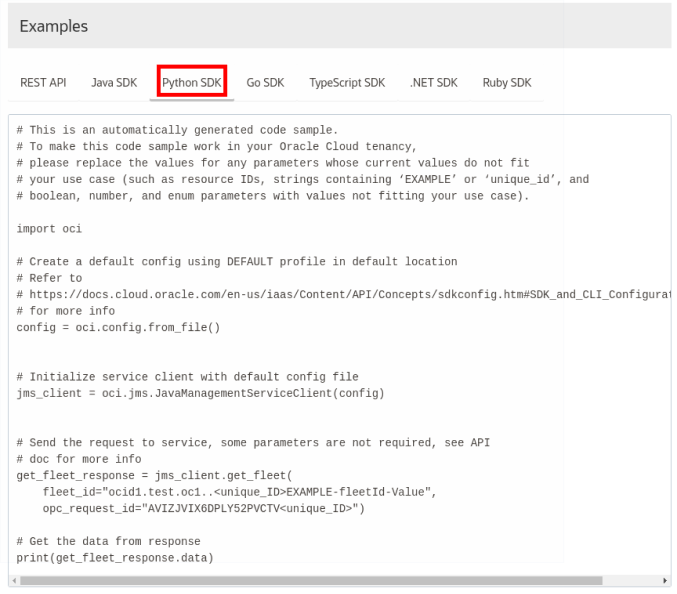 Examples
REST API Java SDK Python SDK Go SDK TypeScript SDK .NET SDK Ruby SDK
# This is an automatically generated code sample.
# To make this code sample work in your Oracle Cloud tenancy,
# please replace the values for any parameters whose current values do not fit
# your use case (such as resource IDs, strings containing ‘EXAMPLE’ or ‘unique_id’, and
# boolean, number, and enum parameters with values not fitting your use case).
import oci
# Create a default config using DEFAULT profile in default location
# Refer to
# https://docs.cloud.oracle.com/en-us/iaas/Content/API/Concepts/sdkconfig.htm#SDK_and_CLI_Configurat
# for more info
config = oci.config.from_file()
# Initialize service client with default config file
jms_client = oci.jms.JavaManagementServiceClient(config)
# Send the request to service, some parameters are not required, see API
# doc for more info
get_fleet_response = jms_client.get_fleet(
    fleet_id="ocid1.test.oc1..<unique_ID>EXAMPLE-fleetId-Value",
    opc_request_id="AVIZJVIX6DPLY52PVCTV<unique_ID>")
# Get the data from response
print(get_fleet_response.data)